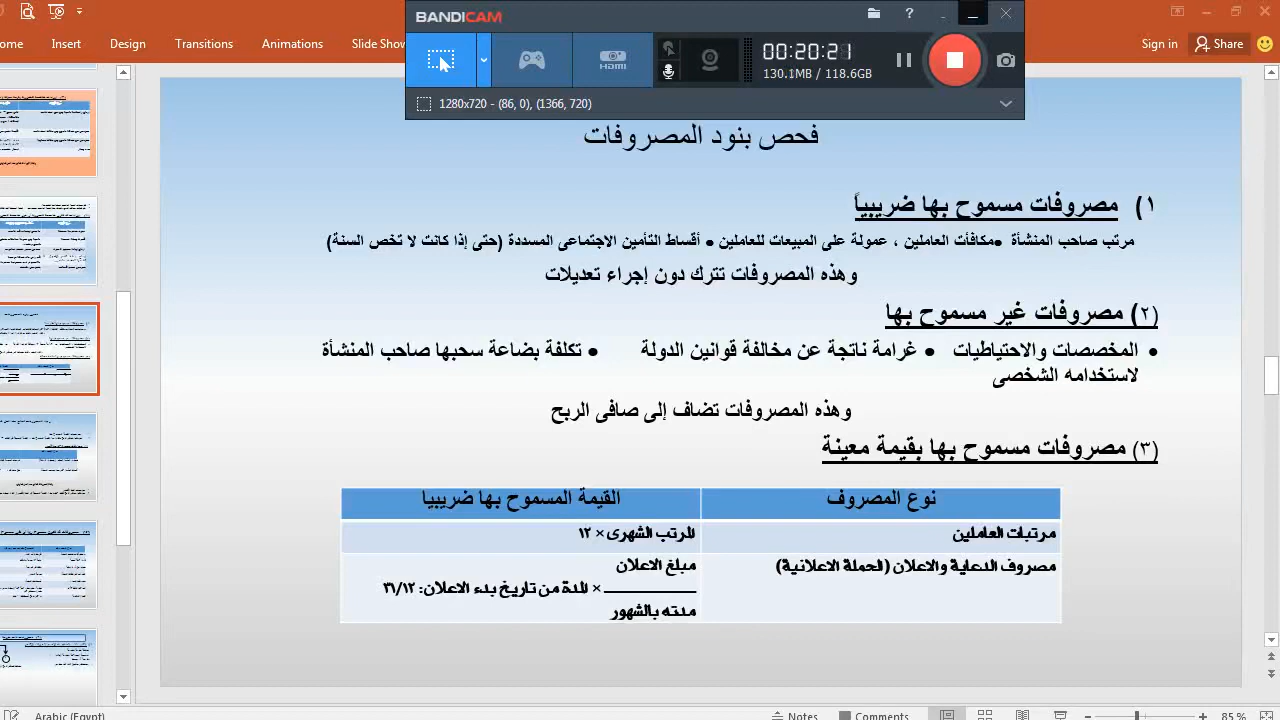 BANDICAM
ome Insert Design Transitions Animations Slide Shov Sign in Share
00:20:21
130.1MB / 118.6GB
HDMI
1280x720 - (86, 0), (1366, 720)
فحص بنود المصروفات
١) مصروفات مسموح بها ضريبياً
مرتب صاحب المنشأة •مكافأت العاملين ، عمولة على المبيعات للعاملين • أقساط التأمين الاجتماعى المسددة (حتى إذا كانت لا تخص السنة)
وهذه المصروفات تترك دون إجراء تعديلات
(٢) مصروفات غير مسموح بها
• المخصصات والاحتياطيات • غرامة ناتجة عن مخالفة قوانين الدولة • تكلفة بضاعة سحبها صاحب المنشأة
لاستخدامه الشخصى
وهذه المصروفات تضاف إلى صافى الربح
(٣) مصروفات مسموح بها بقيمة معينة
نوع المصروف القيمة المسموح بها ضريبيا
مرتبات العاملين المرتب الشهرى × ١٢
مصروف الدعاية والاعلان (الحملة الاعلانية) مبلغ الاعلان
× المدة من تاريخ بدء الاعلان: ٣١/١٢
مدته بالشهور
Arabic (Egypt) Notes Comments 85 %